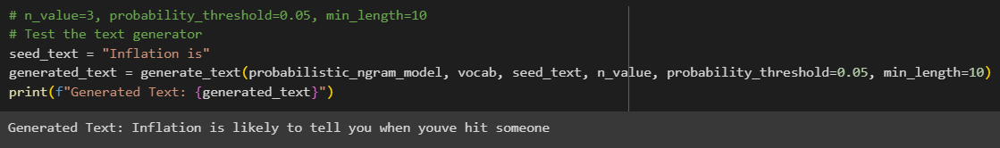 # n_value=3, probability_threshold=0.05, min_length=10
# Test the text generator
seed_text = "Inflation is"
generated_text = generate_text(probabilistic_ngram_model, vocab, seed_text, n_value, probability_threshold=0.05, min_length=10)
print(f"Generated Text: {generated_text}")
Generated Text: Inflation is likely to tell you when youve hit someone